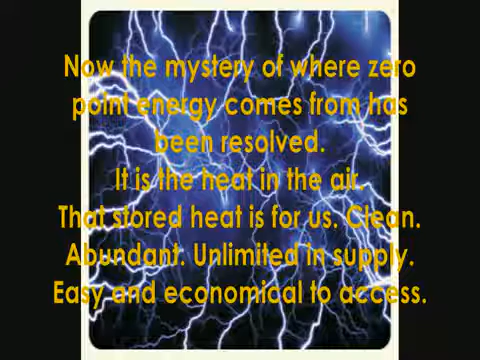 Now the mystery of where zero
point energy comes from has
been resolved.
It is the heat in the air.
That stored heat is for us. Clean.
Abundant. Unlimited in supply.
Easy and economical to access.